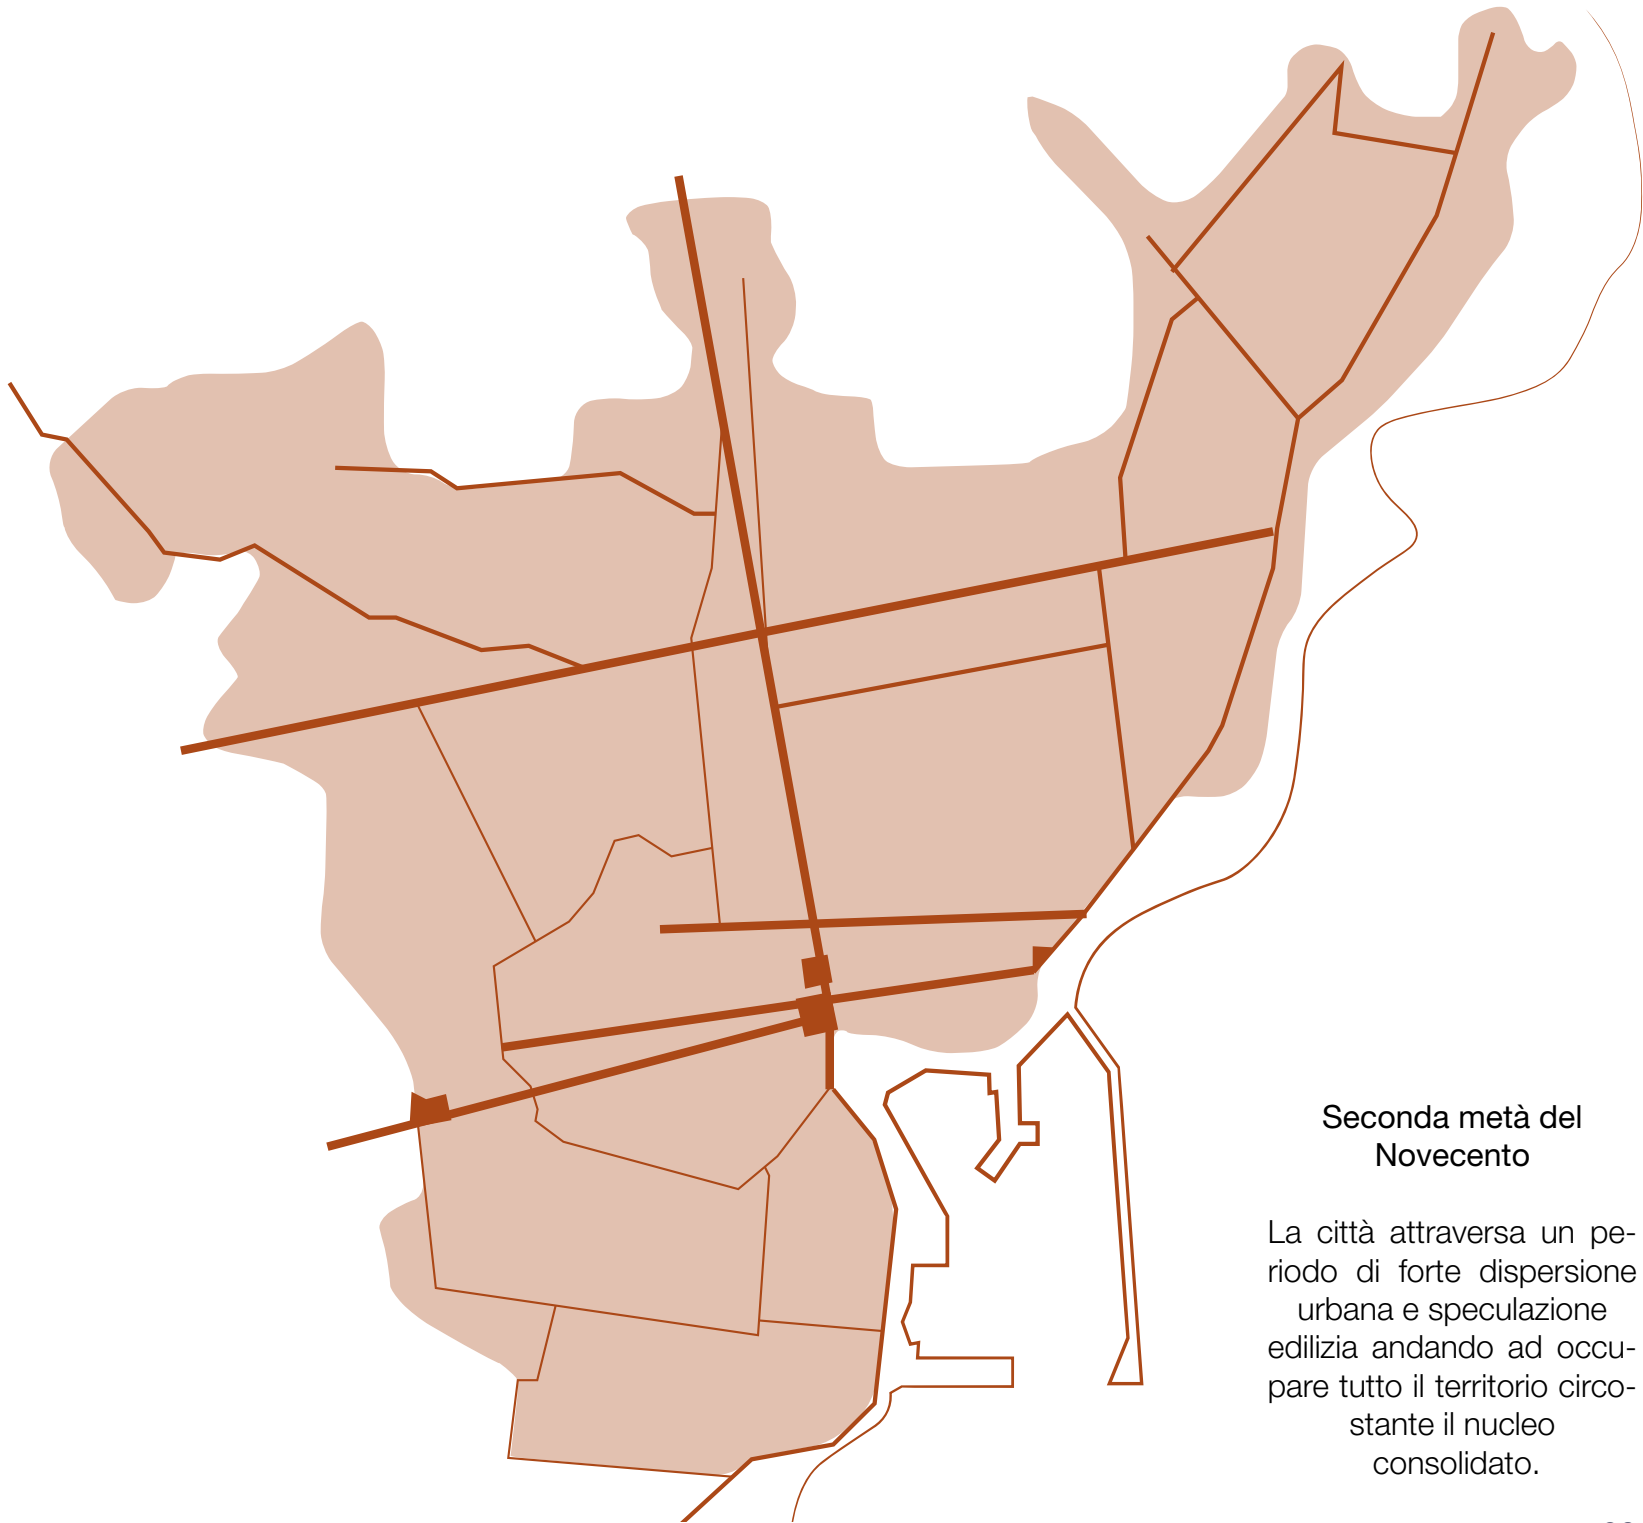 Seconda metà del
Novecento
La città attraversa un pe-
riodo di forte dispersione
urbana e speculazione
edilizia andando ad occu-
pare tutto il territorio circo-
stante il nucleo
consolidato.